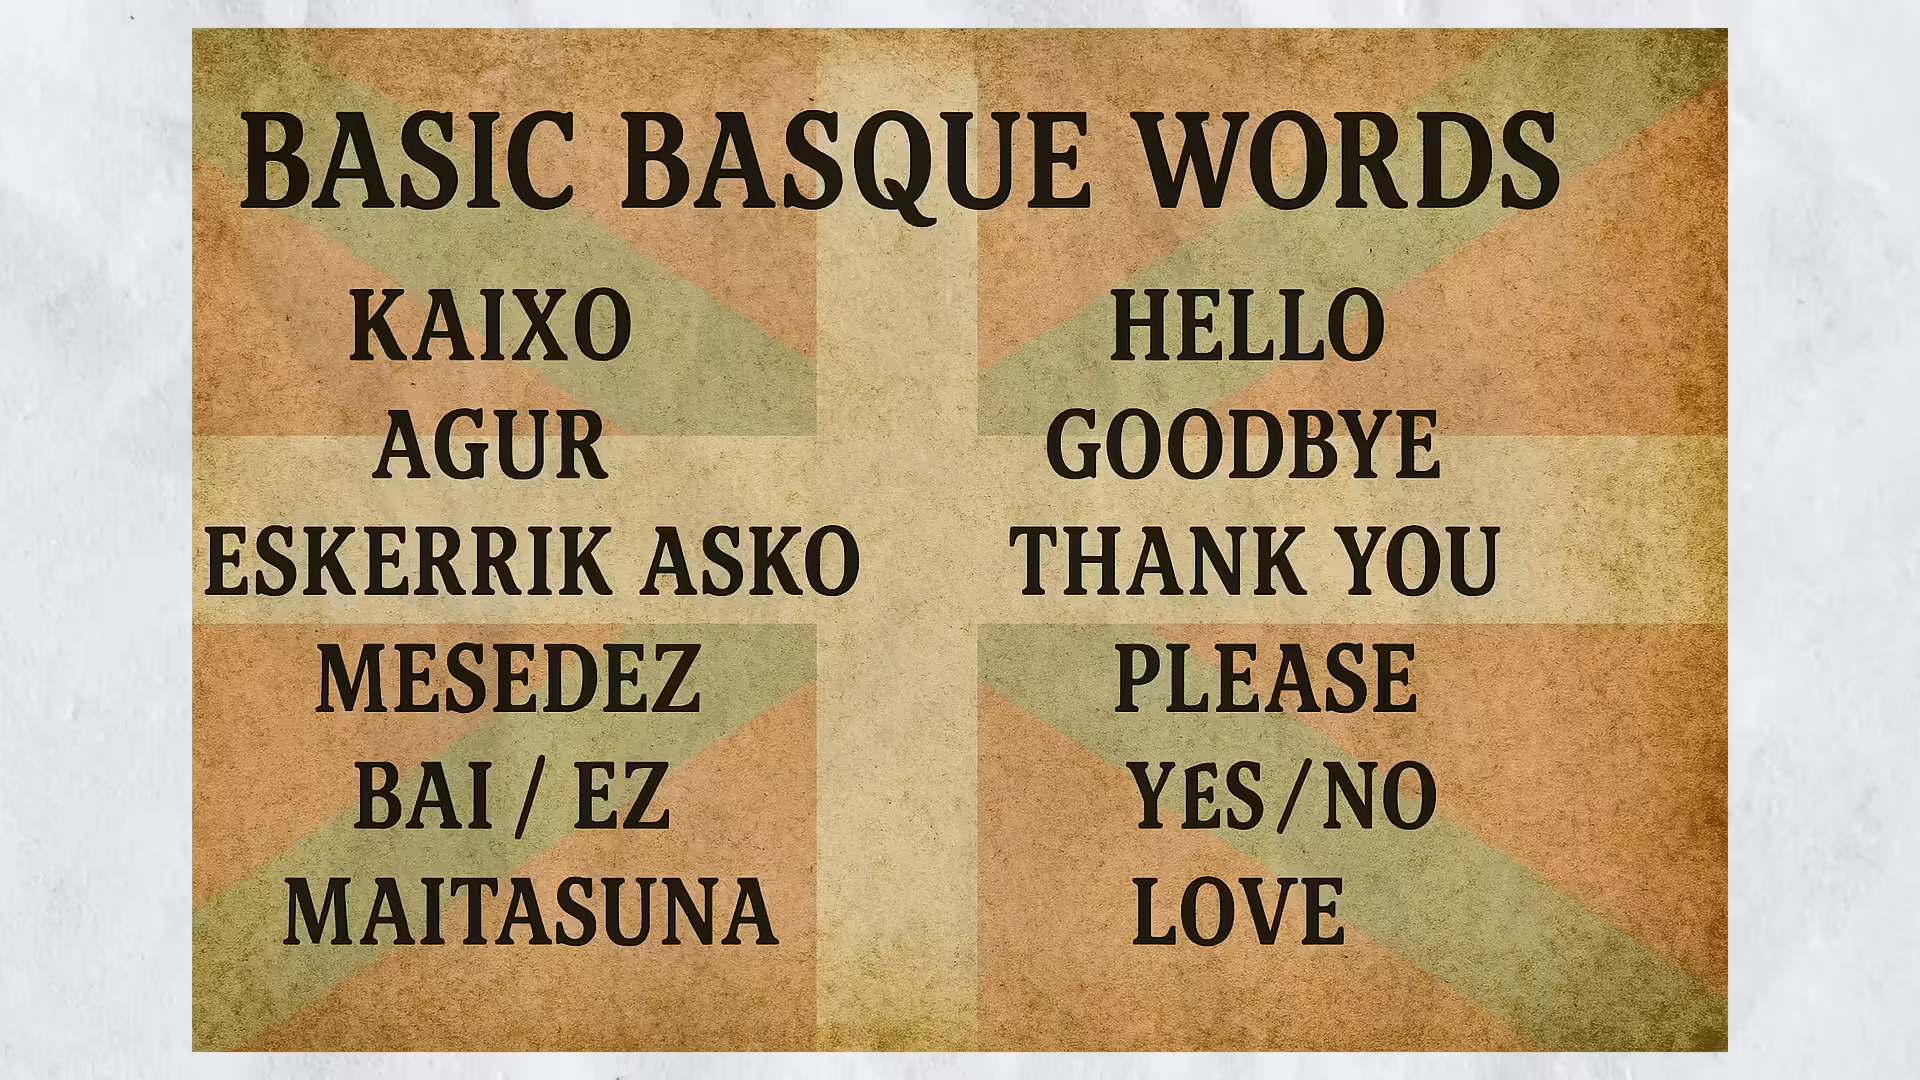 BASIC BASQUE WORDS
KAIXO HELLO
AGUR GOODBYE
ESKERRIK ASKO THANK YOU
MESEDEZ PLEASE
BAI / EZ YES/NO
MAITASUNA LOVE